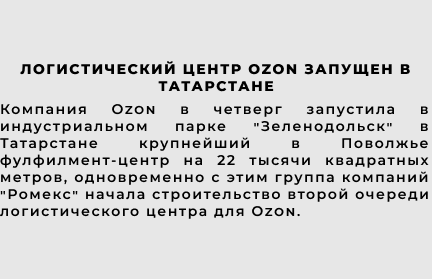 ЛОГИСТИЧЕСКИЙ ЦЕНТР OZON ЗАПУЩЕН В
ТАТАРСТАНЕ
Компания Ozon в четверг запустила в
индустриальном парке "Зеленодольск" в
Татарстане крупнейший в Поволжье
фулфилмент-центр на 22 тысячи квадратных
метров, одновременно с этим группа компаний
"Ромекс" начала строительство второй очереди
логистического центра для Ozon.